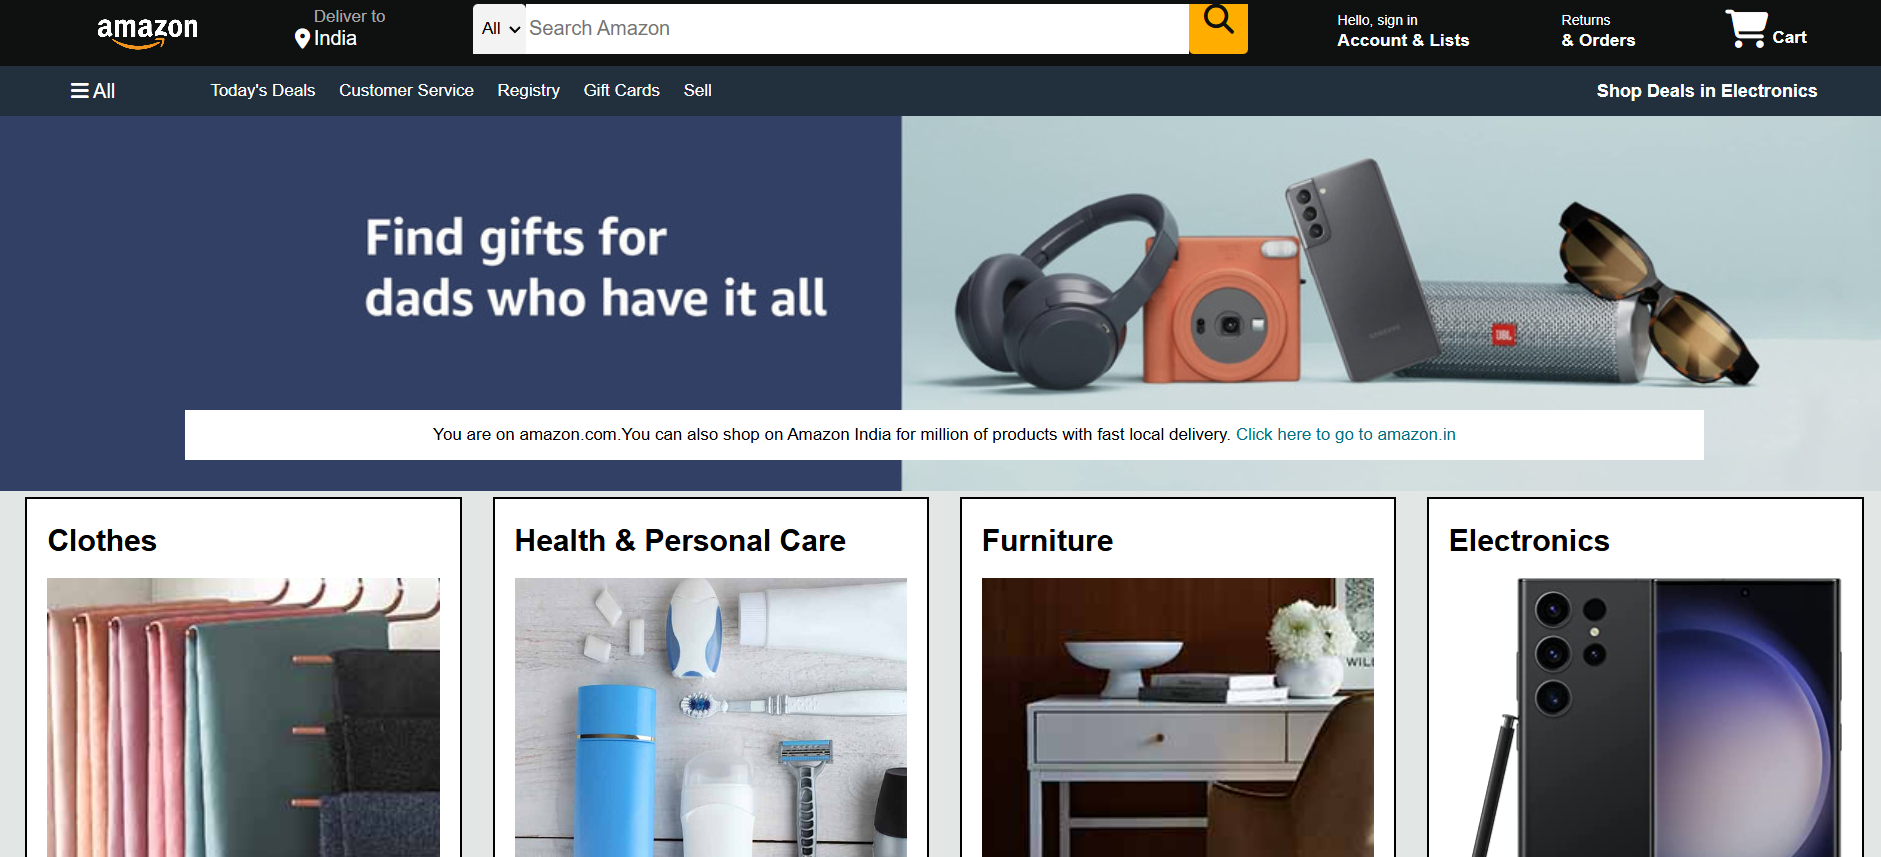 amazon
Deliver to
India
All
Search Amazon
Hello, sign in
Account & Lists
Returns
& Orders
Cart
All
Today's Deals
Customer Service
Registry
Gift Cards
Sell
Shop Deals in Electronics
Find gifts for
dads who have it all
SAMSUNG
JBL
You are on amazon.com.You can also shop on Amazon India for million of products with fast local delivery. Click here to go to amazon.in
Clothes
Health & Personal Care
Furniture
Electronics
WIL